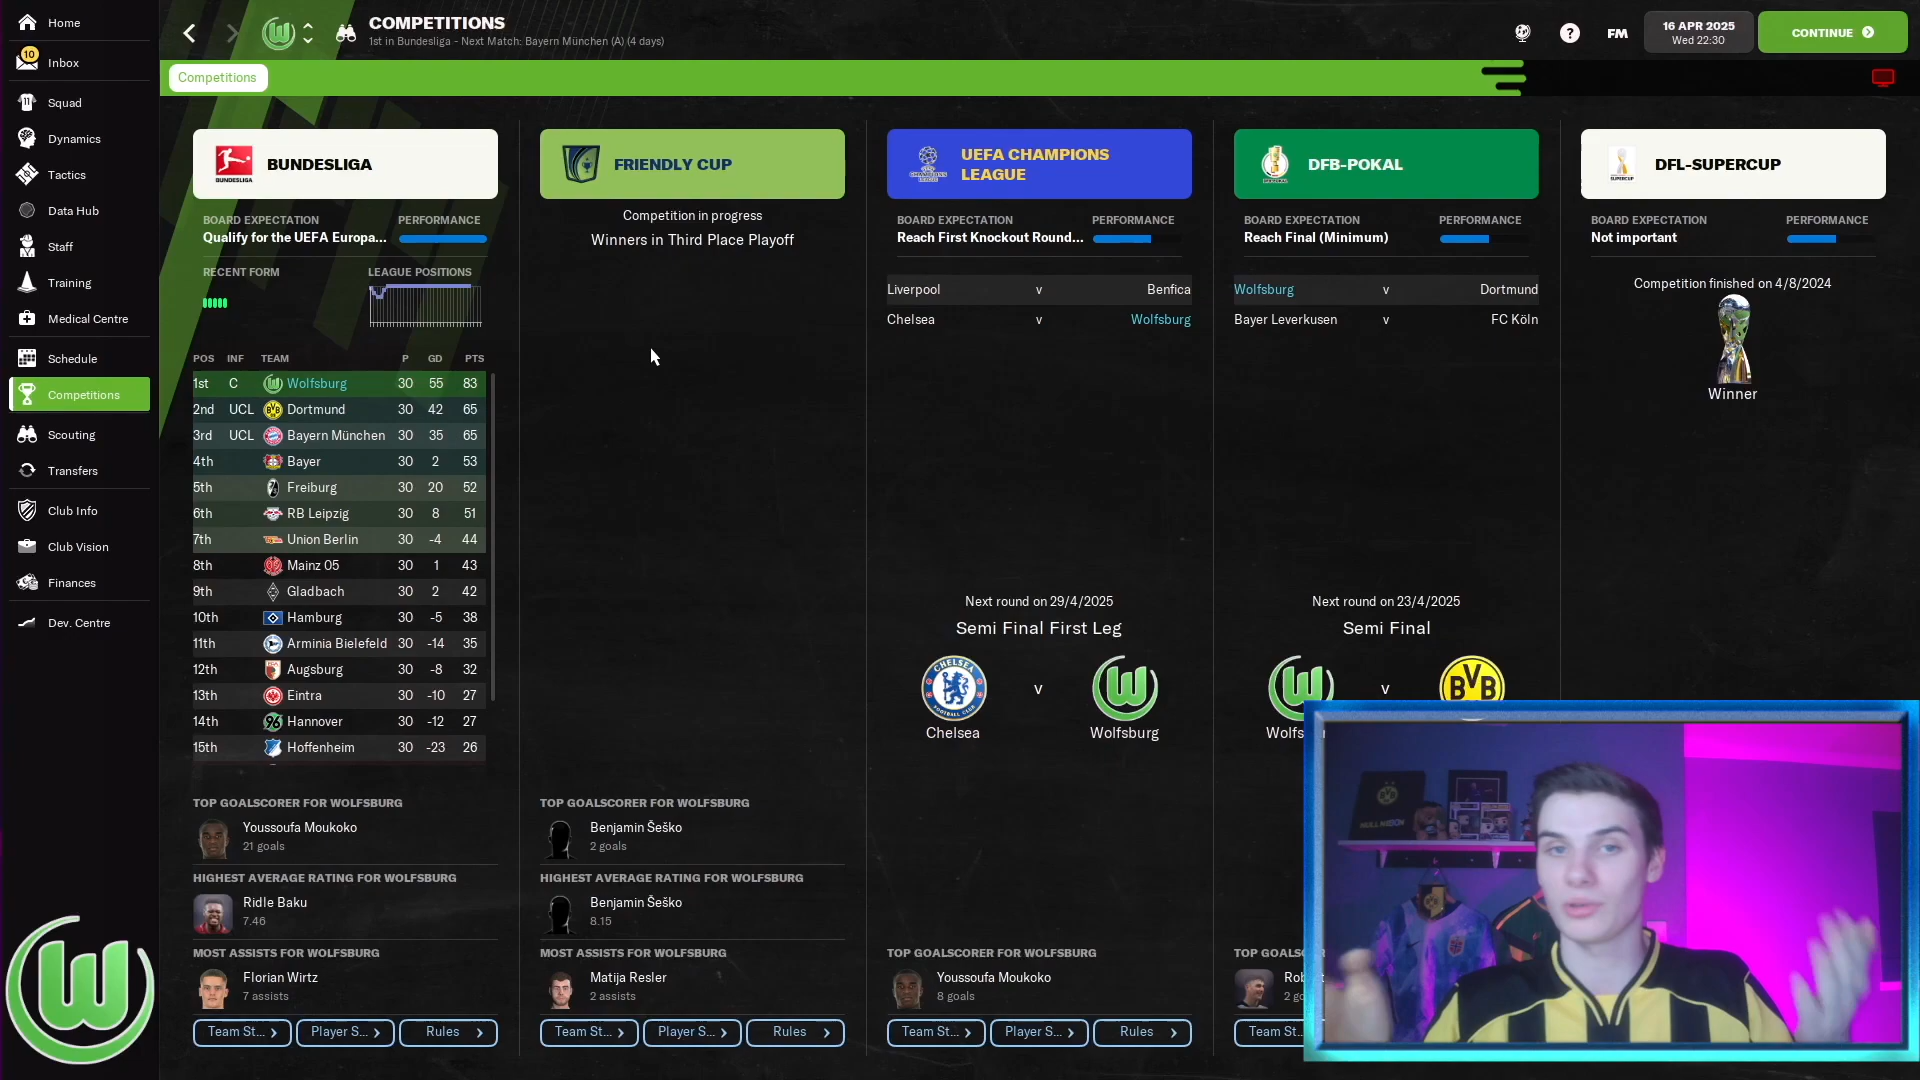 Home
10
Inbox
Squad
Dynamics
Tactics
Data Hub
Staff
Training
Medical Centre
Schedule
Competitions
Scouting
Transfers
Club Info
Club Vision
Finances
Dev. Centre
COMPETITIONS
1st in Bundesliga - Next Match: Bayern München (A) (4 days)
?
FM
16 APR 2025
Wed 22:30
CONTINUE
Competitions
BUNDESLIGA
BUNDESLIGA
BOARD EXPECTATION PERFORMANCE
Qualify for the UEFA Europa...
RECENT FORM LEAGUE POSITIONS
POS INF TEAM P GD PTS
1st C Wolfsburg 30 55 83
2nd UCL Dortmund 30 42 65
3rd UCL Bayern München 30 35 65
4th Bayer 30 2 53
5th Freiburg 30 20 52
6th RB Leipzig 30 8 51
7th Union Berlin 30 -4 44
8th Mainz 05 30 1 43
9th Gladbach 30 2 42
10th Hamburg 30 -5 38
11th Arminia Bielefeld 30 -14 35
12th Augsburg 30 -8 32
13th Eintra 30 -10 27
14th Hannover 30 -12 27
15th Hoffenheim 30 -23 26
TOP GOALSCORER FOR WOLFSBURG
Youssoufa Moukoko
21 goals
HIGHEST AVERAGE RATING FOR WOLFSBURG
Ridle Baku
7.46
MOST ASSISTS FOR WOLFSBURG
Florian Wirtz
7 assists
Team St... Player S... Rules
FRIENDLY CUP
Competition in progress
Winners in Third Place Playoff
TOP GOALSCORER FOR WOLFSBURG
Benjamin Šeško
2 goals
HIGHEST AVERAGE RATING FOR WOLFSBURG
Benjamin Šeško
8.15
MOST ASSISTS FOR WOLFSBURG
Matija Resler
2 assists
Team St... Player S... Rules
UEFA CHAMPIONS
LEAGUE
BOARD EXPECTATION PERFORMANCE
Reach First Knockout Round...
Liverpool v Benfica
Chelsea v Wolfsburg
Next round on 29/4/2025
Semi Final First Leg
CHELSEA
FOOTBALL CLUB
v
Chelsea Wolfsburg
TOP GOALSCORER FOR WOLFSBURG
Youssoufa Moukoko
8 goals
Team St... Player S... Rules
DFB-POKAL
BOARD EXPECTATION PERFORMANCE
Reach Final (Minimum)
Wolfsburg v Dortmund
Bayer Leverkusen v FC Köln
Next round on 23/4/2025
Semi Final
v
BVB
Wolfs
TOP GOALS
Rob
2 go
Team St...
SUPERCUP
DFL-SUPERCUP
BOARD EXPECTATION PERFORMANCE
Not important
Competition finished on 4/8/2024
Winner